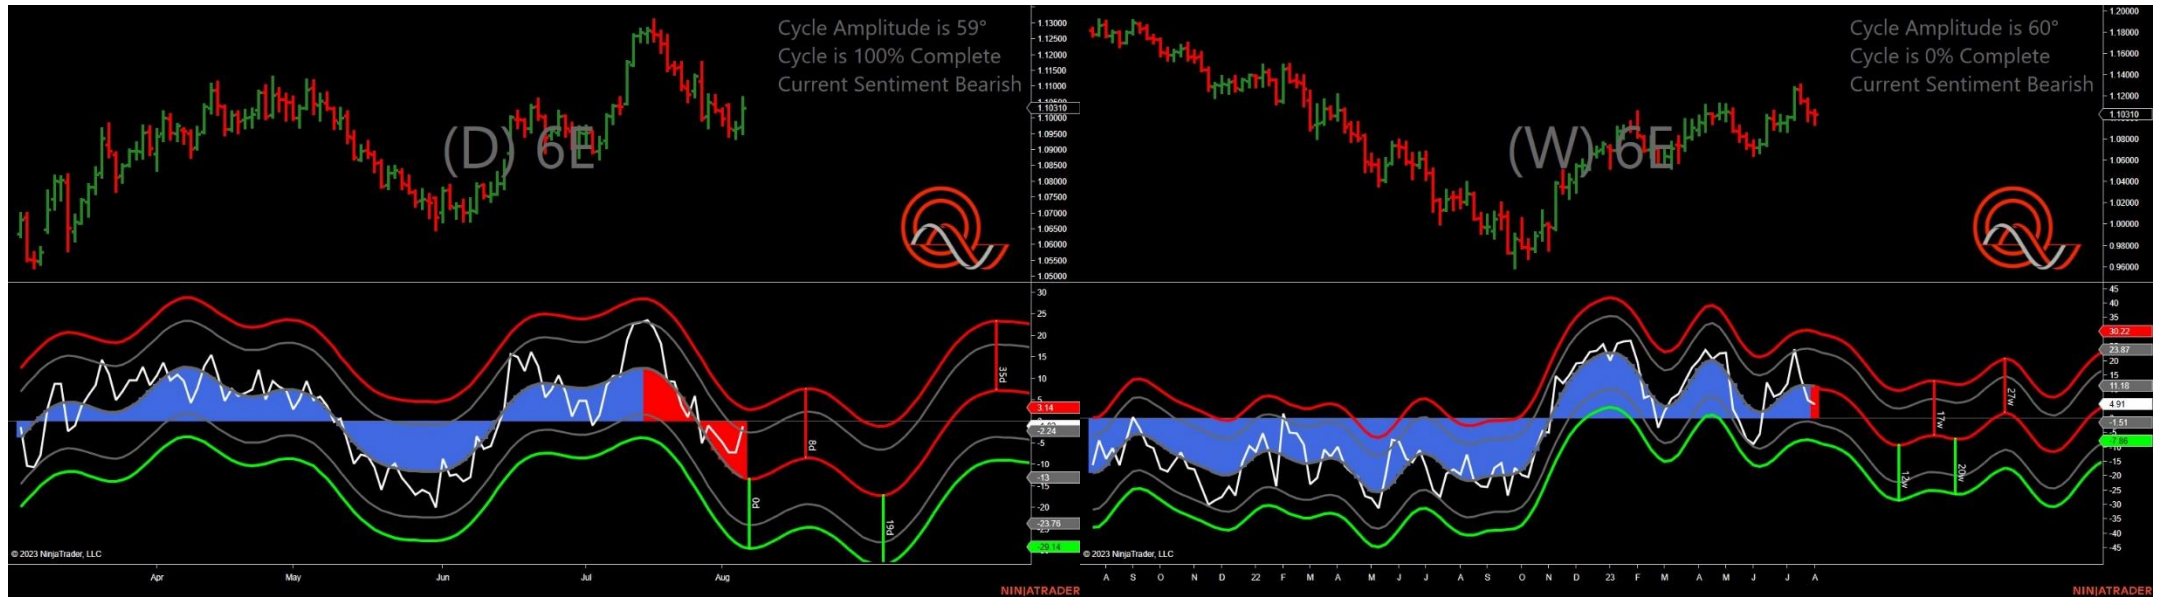 Cycle Amplitude is 59°
Cycle is 100% Complete
Current Sentiment Bearish
(D) 6E
1.13000
1.12500
1.12000
1.11500
1.11000
1.10310
1.10000
1.09500
1.09000
1.08500
1.08000
1.07500
1.07000
1.06500
1.06000
1.05500
1.05000
30
25
20
15
10
5
3.14
-2.24
-5
-10
-13
-15
-20
-23.76
-29.14
8d
0d
19d
35d
© 2023 NinjaTrader, LLC
Apr
May
Jun
Jul
Aug
NINJATRADER
Cycle Amplitude is 60°
Cycle is 0% Complete
Current Sentiment Bearish
(W) 6E
1.20000
1.18000
1.16000
1.14000
1.12000
1.10310
1.08000
1.06000
1.04000
1.02000
1.00000
0.98000
0.96000
45
40
35
30.22
23.87
20
15
11.18
4.91
-1.51
-7.86
-10
-15
-20
-25
-30
-35
-40
-45
12w
17w
20w
27w
© 2023 NinjaTrader, LLC
A S O N D 22 F M A M J J A S O N D 23 F M A M J J A
NINJATRADER